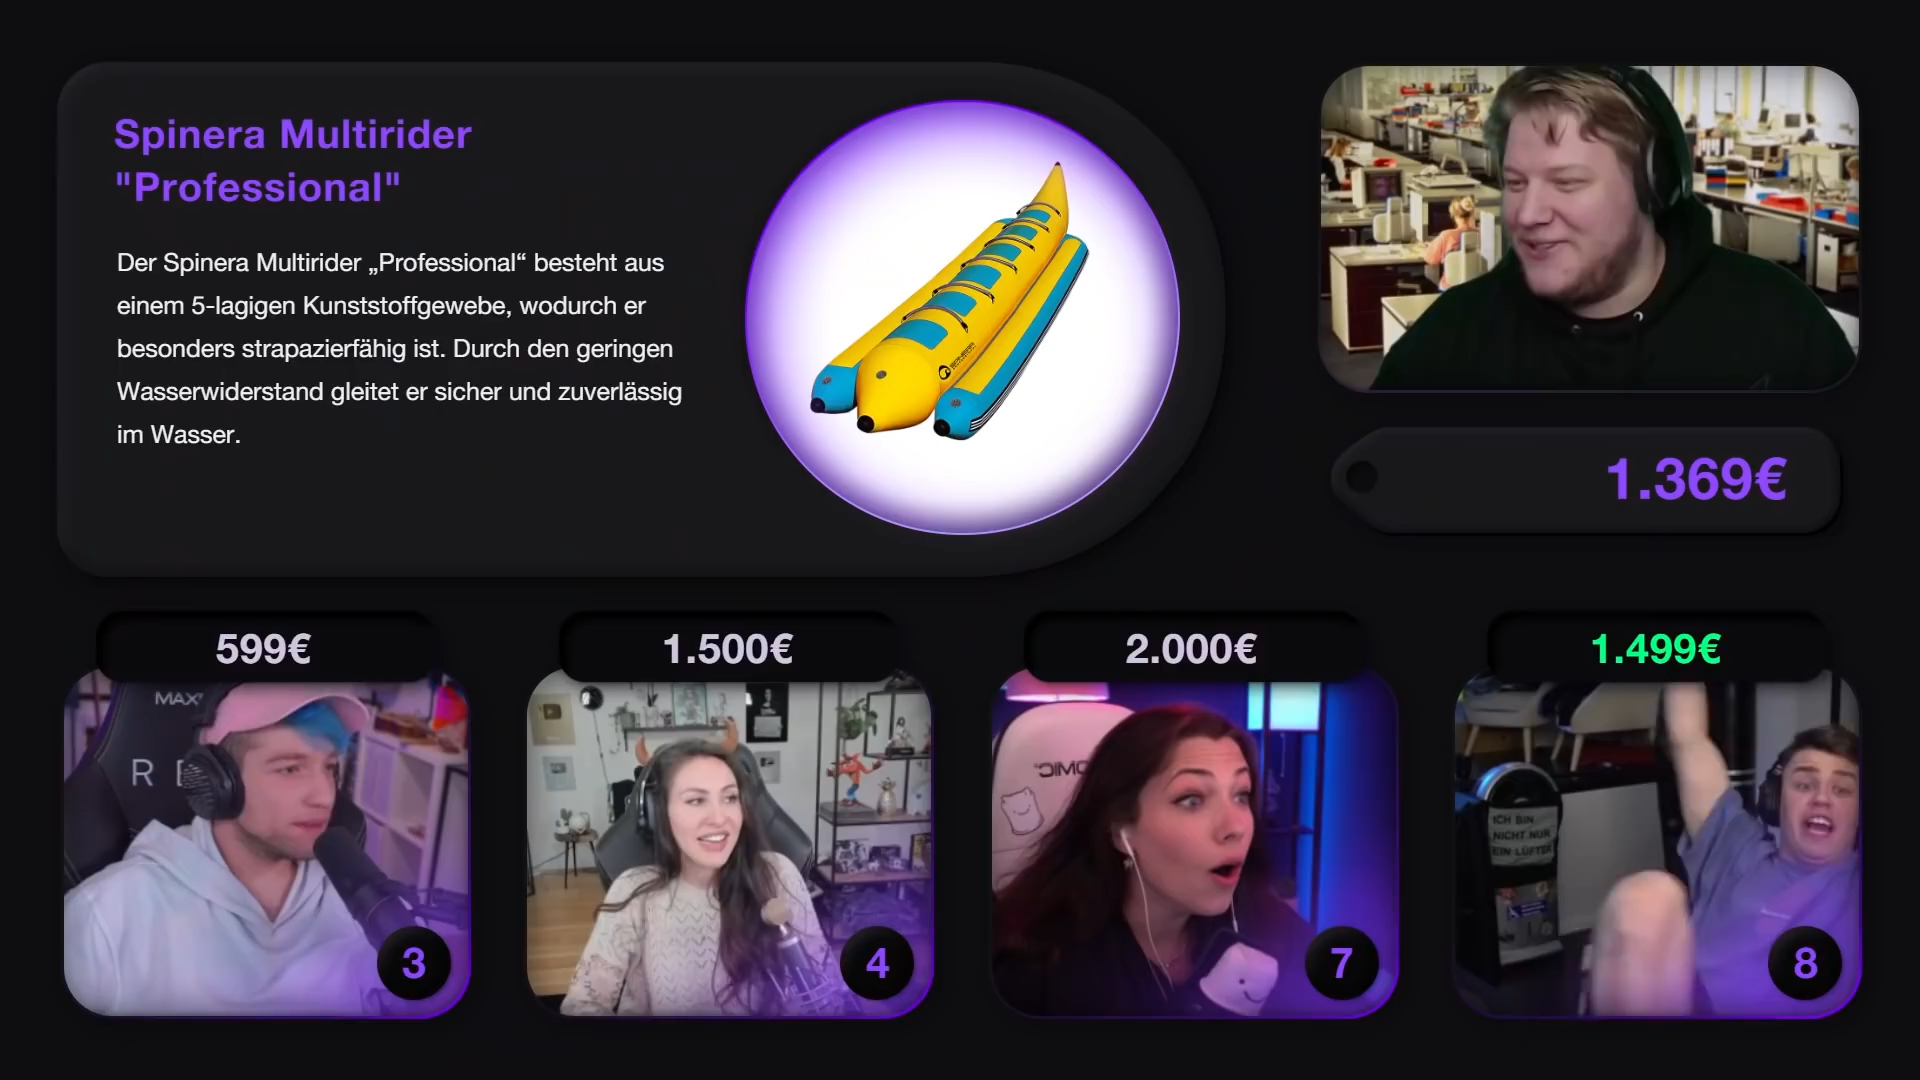 Spinera Multirider
"Professional"
Der Spinera Multirider „Professional“ besteht aus
einem 5-lagigen Kunststoffgewebe, wodurch er
besonders strapazierfähig ist. Durch den geringen
Wasserwiderstand gleitet er sicher und zuverlässig
im Wasser.
1.369€
599€
1.500€
2.000€
1.499€
MAX
R E
ICH BIN
NICHT NUR
EIN LÜFTER
3
4
7
8